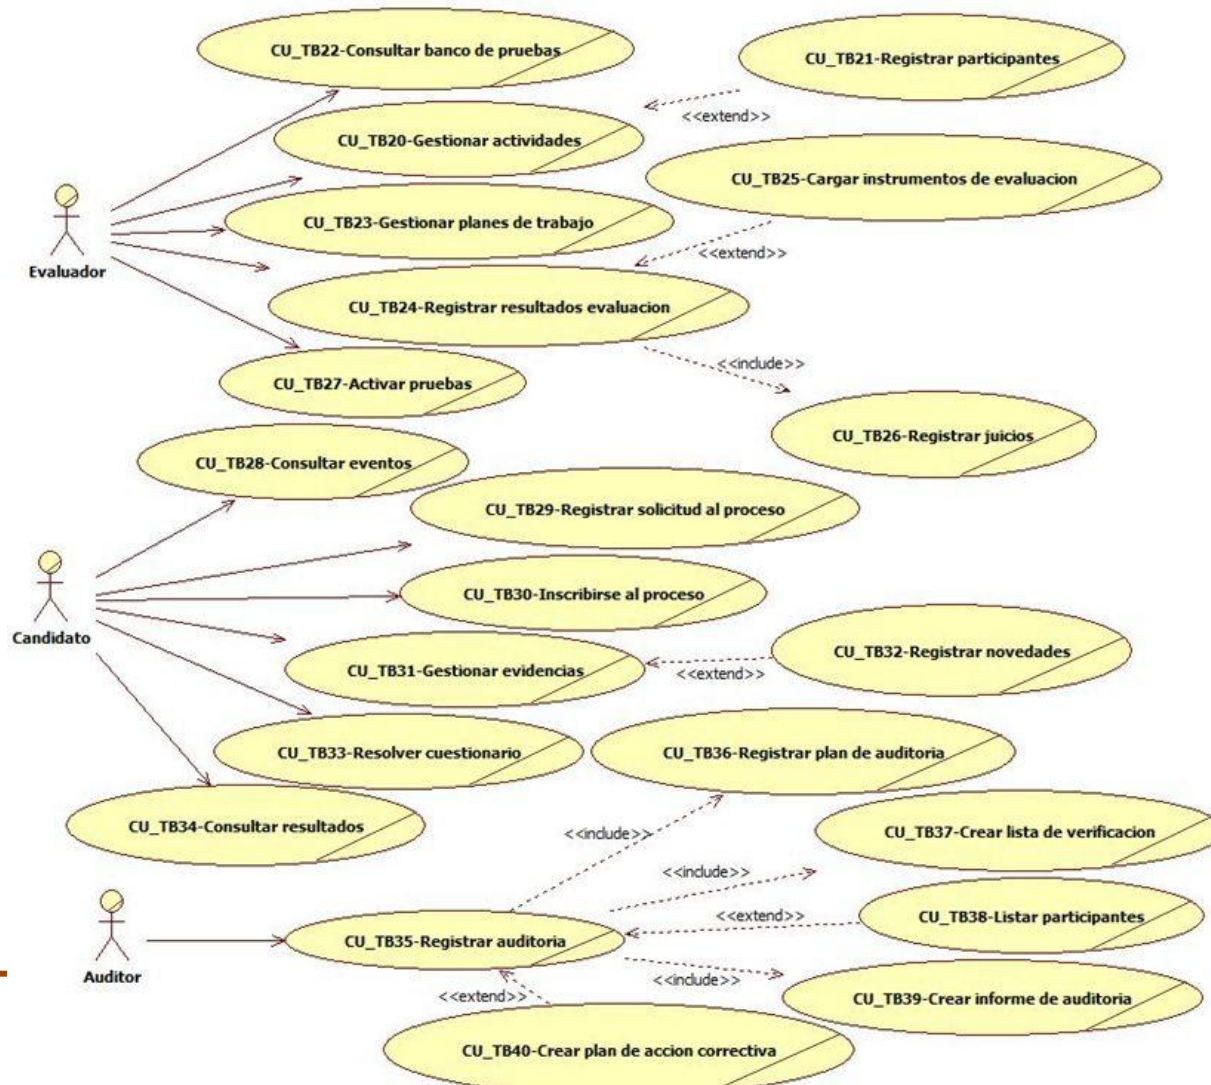 CU_TB22-Consultar banco de pruebas
CU_TB21-Registrar participantes
<<extend>>
CU_TB20-Gestionar actividades
CU_TB25-Cargar instrumentos de evaluacion
CU_TB23-Gestionar planes de trabajo
<<extend>>
Evaluador
CU_TB24-Registrar resultados evaluacion
<<include>>
CU_TB27-Activar pruebas
CU_TB26-Registrar juicios
CU_TB28-Consultar eventos
CU_TB29-Registrar solicitud al proceso
CU_TB30-Inscribirse al proceso
Candidato
CU_TB32-Registrar novedades
CU_TB31-Gestionar evidencias
<<extend>>
CU_TB33-Resolver cuestionario
CU_TB36-Registrar plan de auditoria
CU_TB34-Consultar resultados
<<include>>
CU_TB37-Crear lista de verificacion
<<include>>
<<extend>>
CU_TB38-Listar participantes
CU_TB35-Registrar auditoria
Auditor
<<include>>
<<extend>>
CU_TB39-Crear informe de auditoria
CU_TB40-Crear plan de accion correctiva